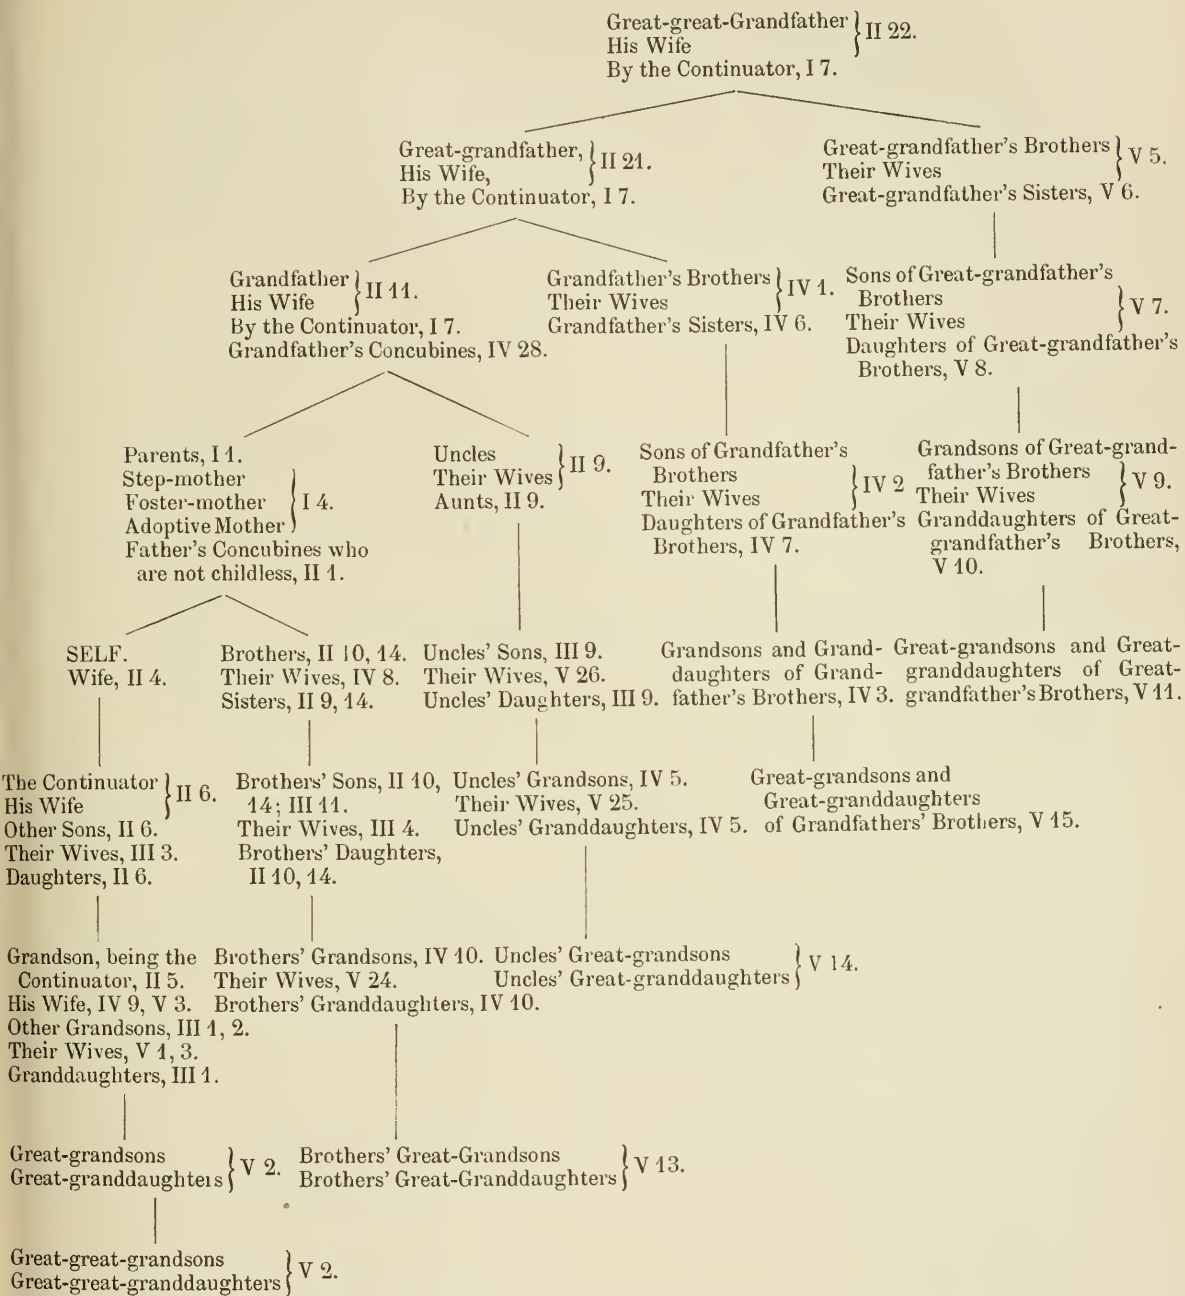 Great-great-Grandfather
His Wife } II 22.
By the Continuator, I 7.
Great-grandfather,
His Wife, } II 21.
By the Continuator, I 7.
Great-grandfather's Brothers
Their Wives } V 5.
Great-grandfather's Sisters, V 6.
Grandfather
His Wife } II 11.
By the Continuator, I 7.
Grandfather's Concubines, IV 28.
Grandfather's Brothers
Their Wives } IV 1.
Grandfather's Sisters, IV 6.
Sons of Great-grandfather's
Brothers
Their Wives } V 7.
Daughters of Great-grandfather's
Brothers, V 8.
Parents, I 1.
Step-mother
Foster-mother } I 4.
Adoptive Mother
Father's Concubines who
are not childless, II 1.
Uncles
Their Wives } II 9.
Aunts, II 9.
Sons of Grandfather's
Brothers
Their Wives } IV 2
Daughters of Grandfather's
Brothers, IV 7.
Grandsons of Great-grand-
father's Brothers
Their Wives } V 9.
Granddaughters of Great-
grandfather's Brothers,
V 10.
SELF.
Wife, II 4.
Brothers, II 10, 14.
Their Wives, IV 8.
Sisters, II 9, 14.
Uncles' Sons, III 9.
Their Wives, V 26.
Uncles' Daughters, III 9.
Grandsons and Grand-
daughters of Grand-
father's Brothers, IV 3.
Great-grandsons and Great-
granddaughters of Great-
grandfather's Brothers, V 11.
The Continuator
His Wife } II 6.
Other Sons, II 6.
Their Wives, III 3.
Daughters, II 6.
Brothers' Sons, II 10,
14; III 11.
Their Wives, III 4.
Brothers' Daughters,
II 10, 14.
Uncles' Grandsons, IV 5.
Their Wives, V 25.
Uncles' Granddaughters, IV 5.
Great-grandsons and
Great-granddaughters
of Grandfathers' Brothers, V 15.
Grandson, being the
Continuator, II 5.
His Wife, IV 9, V 3.
Other Grandsons, III 1, 2.
Their Wives, V 1, 3.
Granddaughters, III 1.
Brothers' Grandsons, IV 10.
Their Wives, V 24.
Brothers' Granddaughters, IV 10.
Uncles' Great-grandsons
Uncles' Great-granddaughters } V 14.
Great-grandsons
Great-granddaughters } V 2.
Brothers' Great-Grandsons
Brothers' Great-Granddaughters } V 13.
Great-great-grandsons
Great-great-granddaughters } V 2.